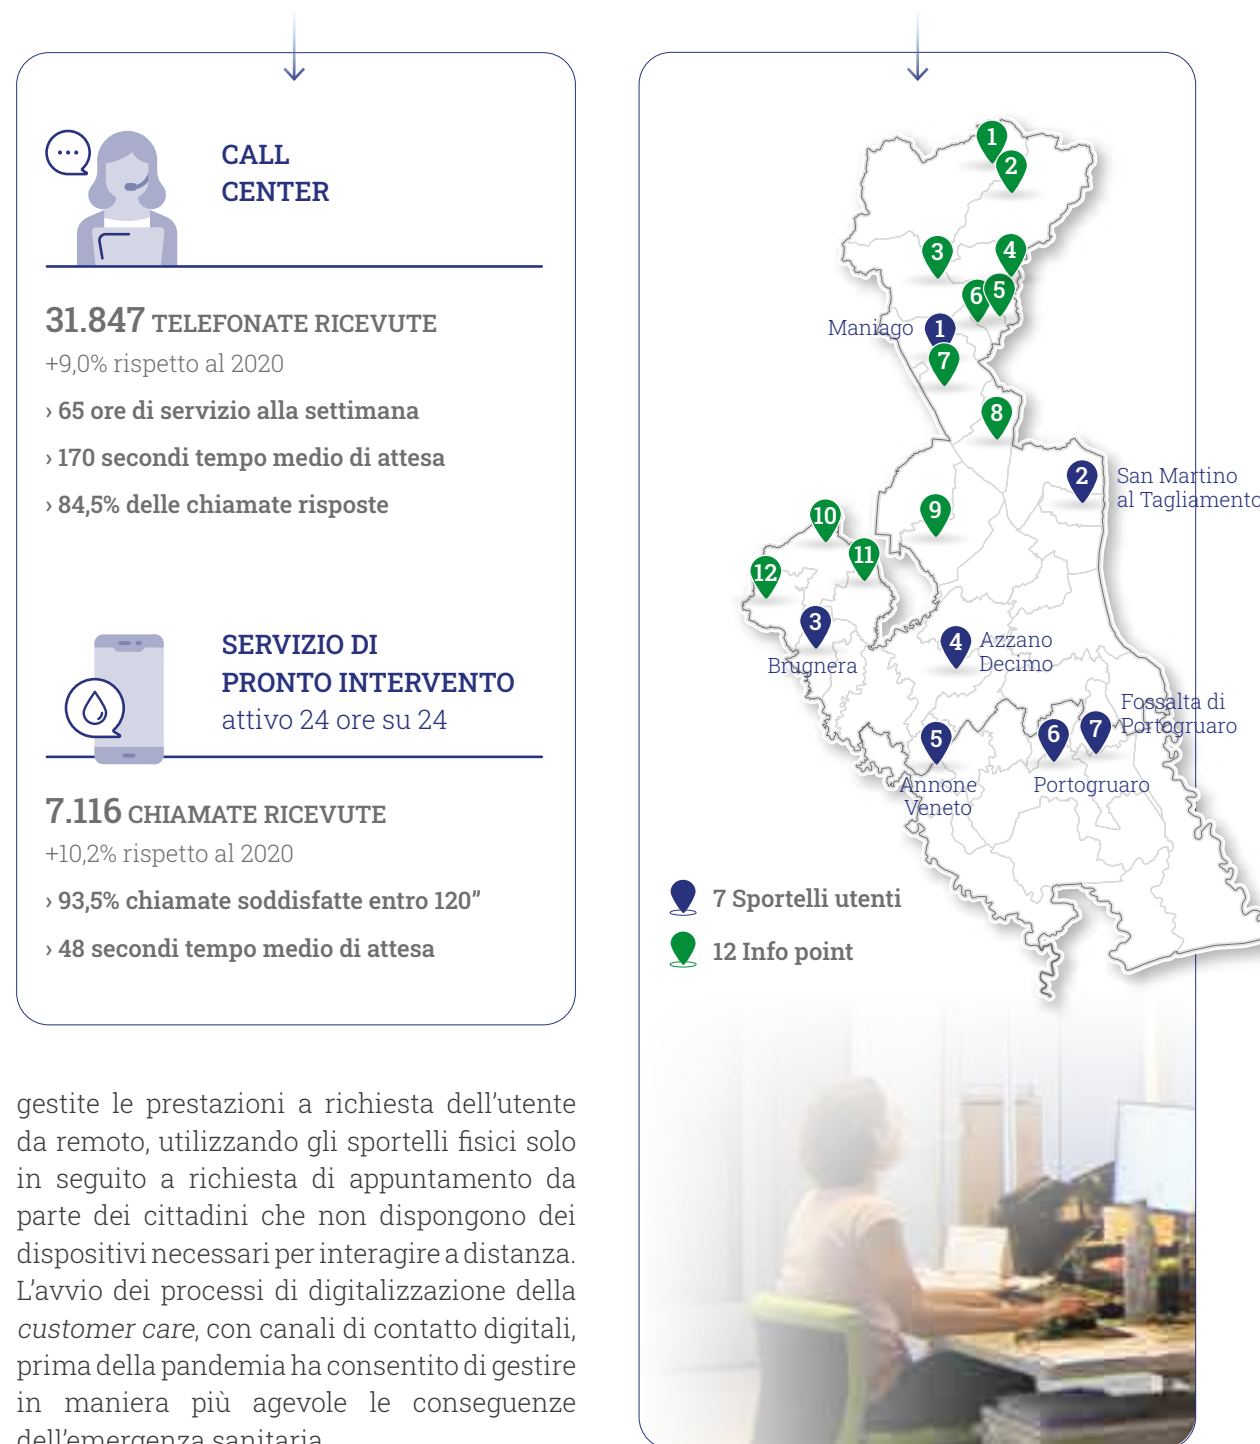 CALL
CENTER
31.847 TELEFONATE RICEVUTE
+9,0% rispetto al 2020
› 65 ore di servizio alla settimana
› 170 secondi tempo medio di attesa
› 84,5% delle chiamate risposte
SERVIZIO DI
PRONTO INTERVENTO
attivo 24 ore su 24
7.116 CHIAMATE RICEVUTE
+10,2% rispetto al 2020
› 93,5% chiamate soddisfatte entro 120”
› 48 secondi tempo medio di attesa
gestite le prestazioni a richiesta dell’utente
da remoto, utilizzando gli sportelli fisici solo
in seguito a richiesta di appuntamento da
parte dei cittadini che non dispongono dei
dispositivi necessari per interagire a distanza.
L’avvio dei processi di digitalizzazione della
customer care, con canali di contatto digitali,
prima della pandemia ha consentito di gestire
in maniera più agevole le conseguenze
dell’emergenza sanitaria
1
2
3
4
6
5
Maniago
1
7
8
2
San Martino
al Tagliamento
9
10
11
12
3
Brugnera
4
Azzano
Decimo
Fossalta di
Portogruaro
5
6
7
Annone
Veneto
Portogruaro
7 Sportelli utenti
12 Info point